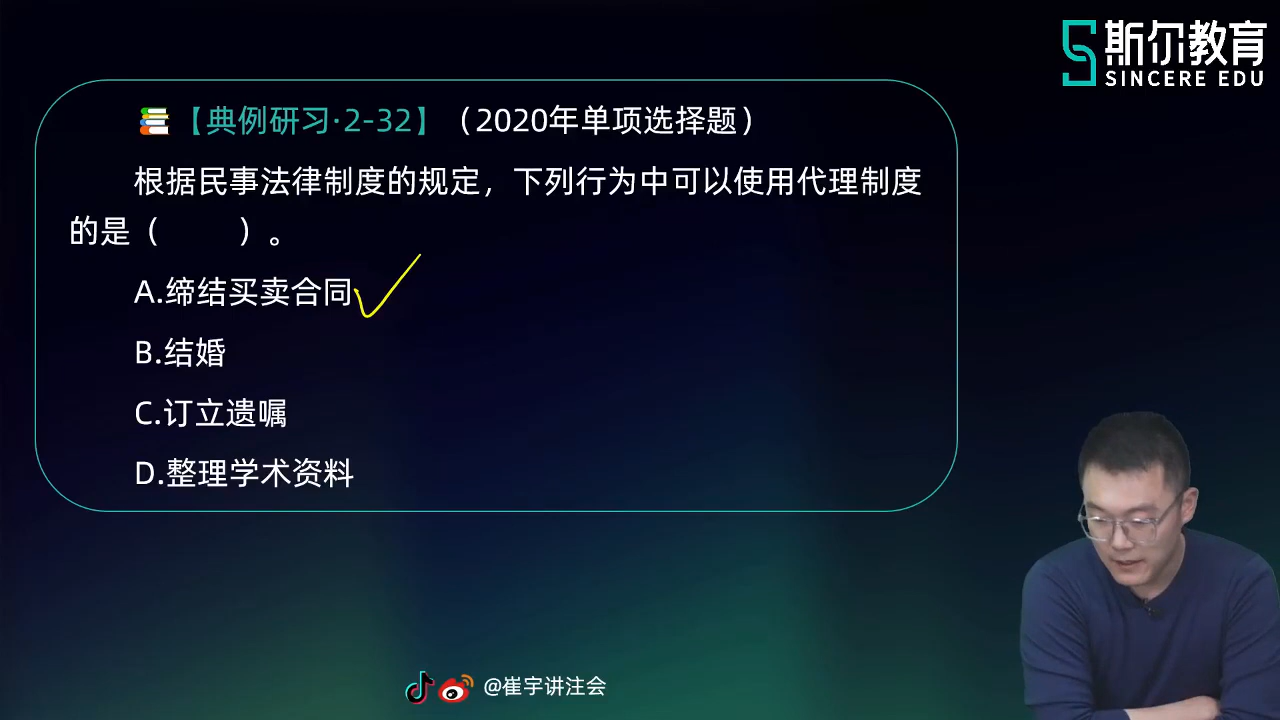 斯尔教育
SINCERE EDU
【典例研习·2-32】（2020年单项选择题）
根据民事法律制度的规定，下列行为中可以使用代理制度
的是（　　）。
A.缔结买卖合同
B.结婚
C.订立遗嘱
D.整理学术资料
@崔宇讲注会